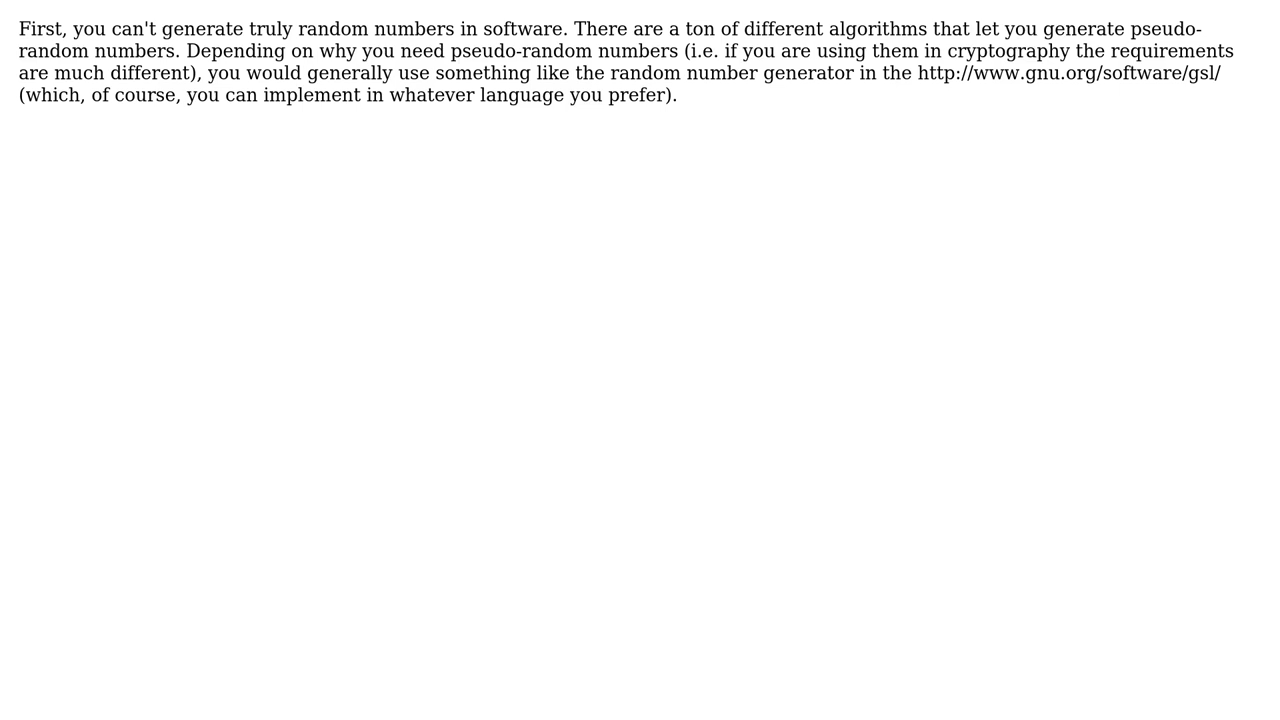 First, you can't generate truly random numbers in software. There are a ton of different algorithms that let you generate pseudo-
random numbers. Depending on why you need pseudo-random numbers (i.e. if you are using them in cryptography the requirements
are much different), you would generally use something like the random number generator in the http://www.gnu.org/software/gsl/
(which, of course, you can implement in whatever language you prefer).